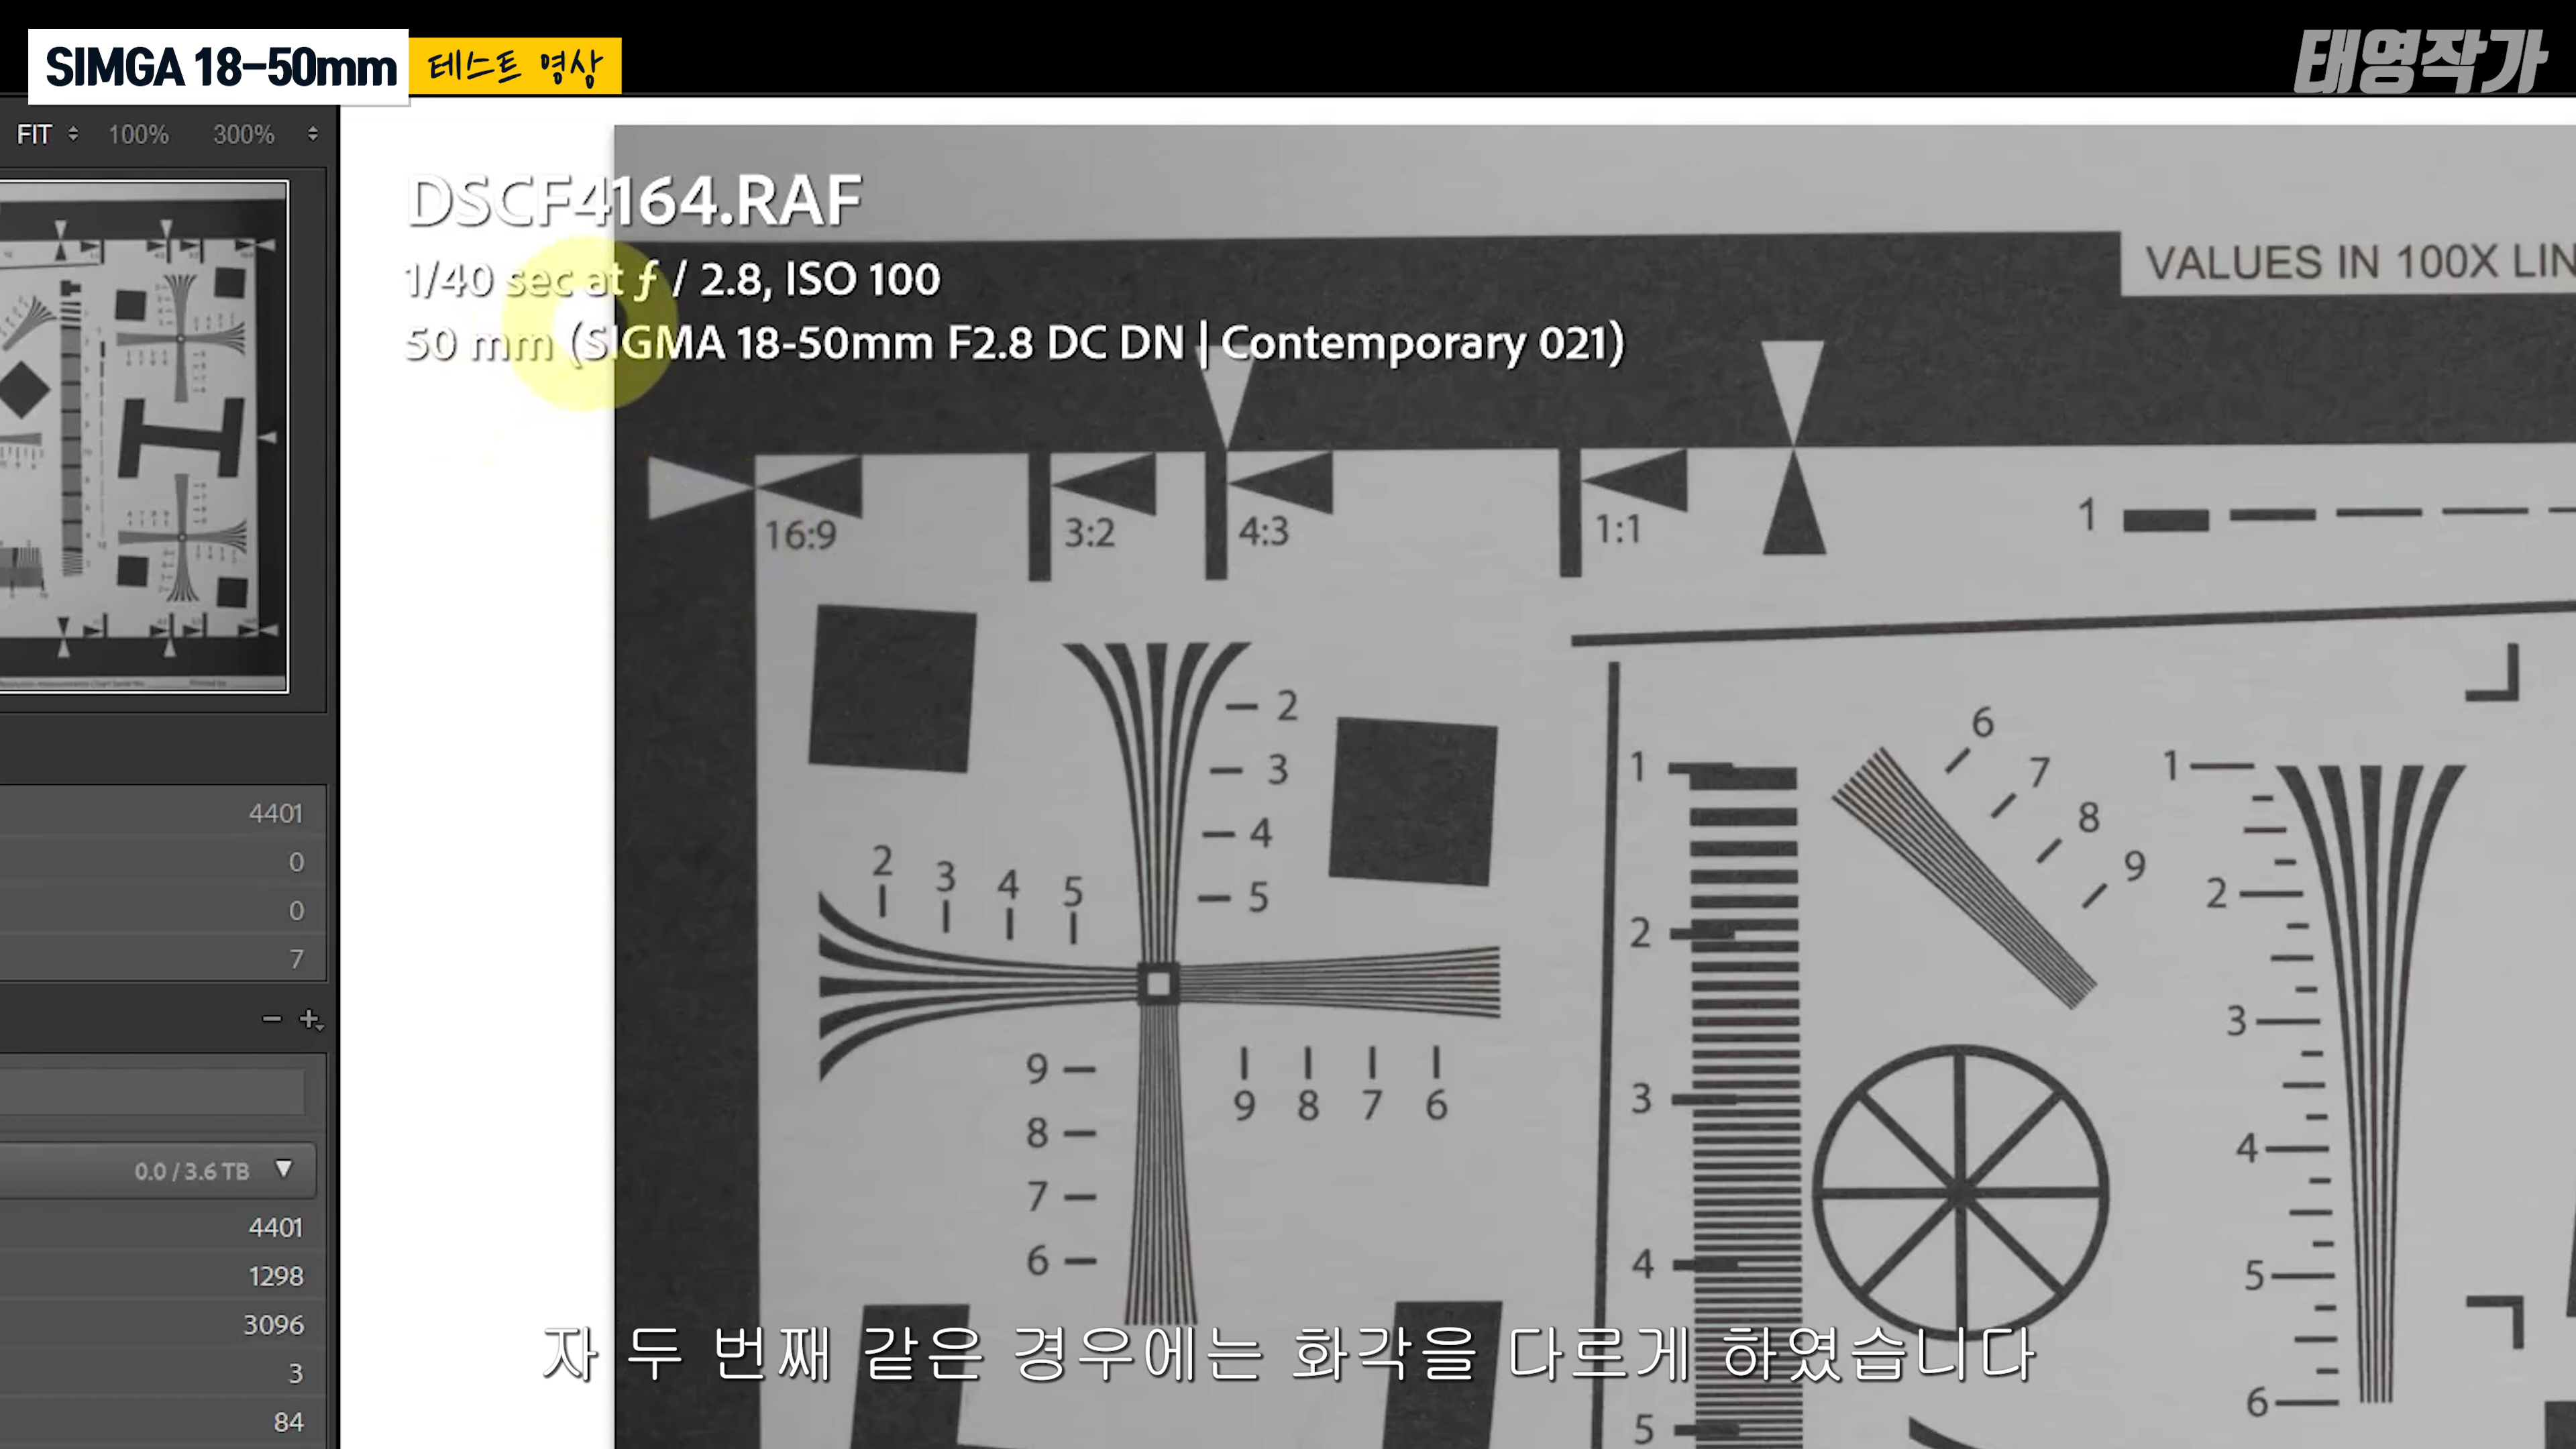 SIMGA 18-50mm
테스트 영상
태영작가
FIT 100% 300%
DSCF4164.RAF
1/40 sec at ƒ / 2.8, ISO 100
50 mm (SIGMA 18-50mm F2.8 DC DN | Contemporary 021)
VALUES IN 100X LIN
16:9 3:2 4:3 1:1
1
2
3
4
5
2 3 4 5
9
8
7
6
9 8 7 6
1
2
3
4
5
6
7
8
9
1
2
3
4
5
6
4401
0
0
7
0.0 / 3.6 TB
4401
1298
3096
3
84
자 두 번째 같은 경우에는 화각을 다르게 하였습니다